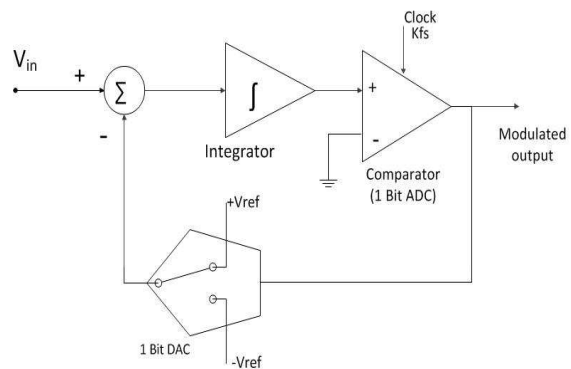 Clock
Kfs
Vin
+
Σ
-
∫
+
-
Integrator
Modulated
output
Comparator
(1 Bit ADC)
+Vref
1 Bit DAC
-Vref